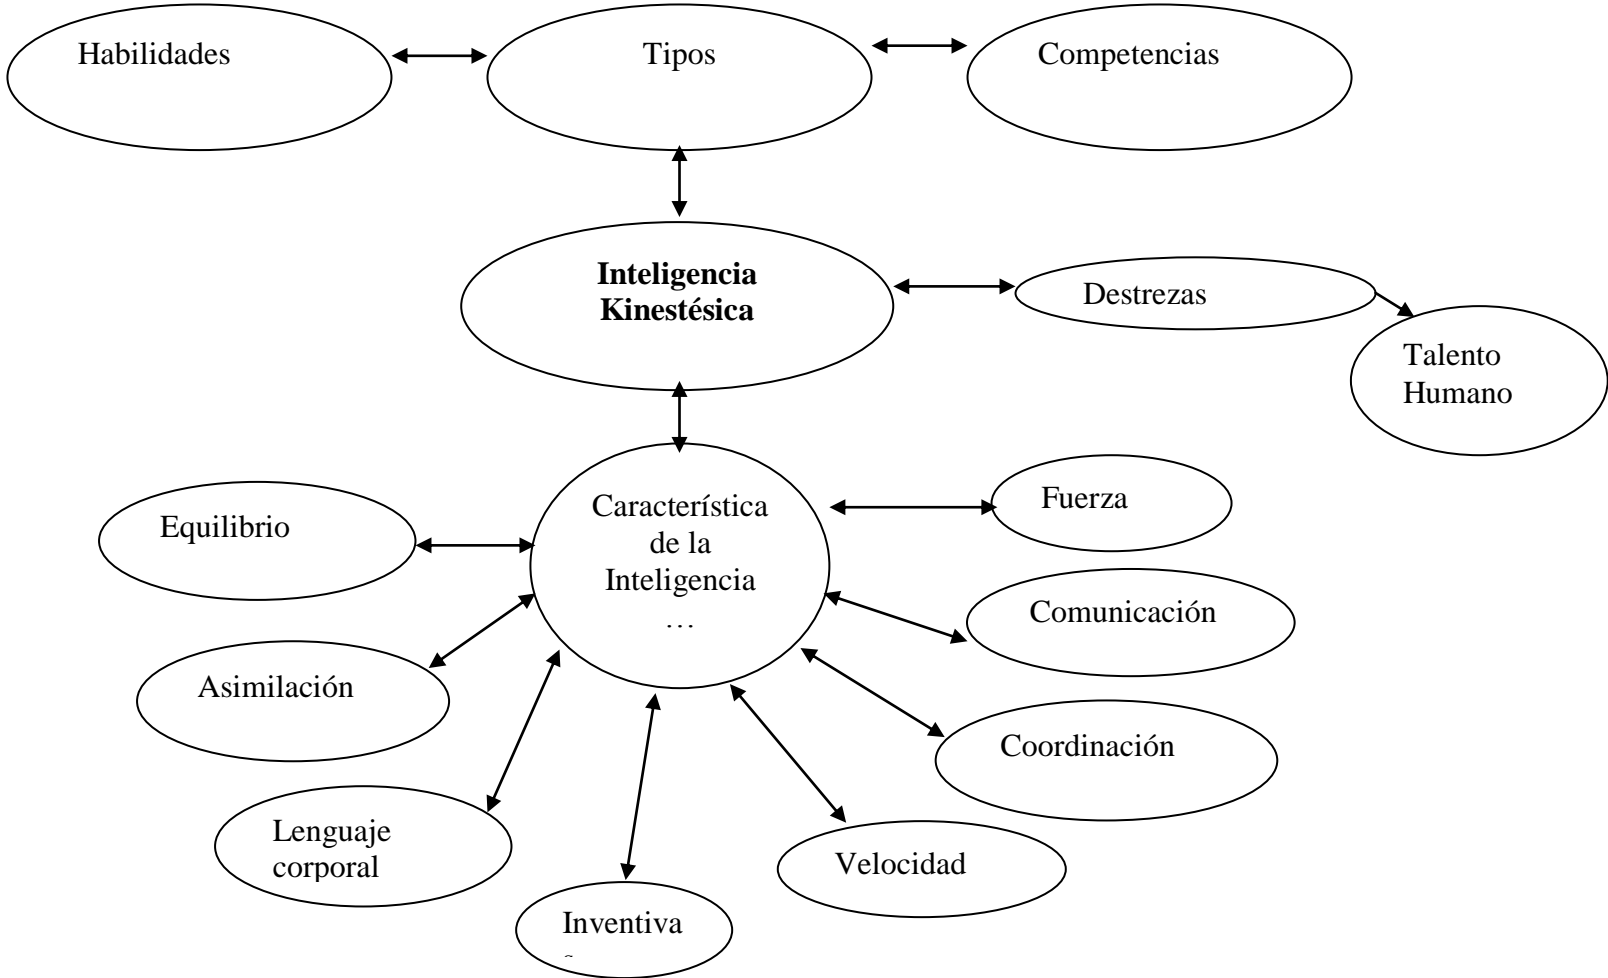 Habilidades
Tipos
Competencias
Inteligencia
Kinestésica
Destrezas
Talento
Humano
Característica
de la
Inteligencia
…
Fuerza
Equilibrio
Comunicación
Asimilación
Coordinación
Lenguaje
corporal
Velocidad
Inventiva